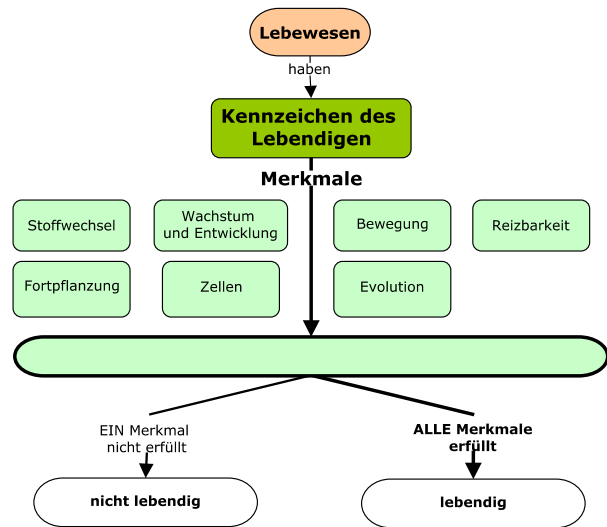 Lebewesen
haben
Kennzeichen des
Lebendigen
Merkmale
Stoffwechsel
Wachstum
und Entwicklung
Bewegung
Reizbarkeit
Fortpflanzung
Zellen
Evolution
EIN Merkmal
nicht erfüllt
ALLE Merkmale
erfüllt
nicht lebendig
lebendig